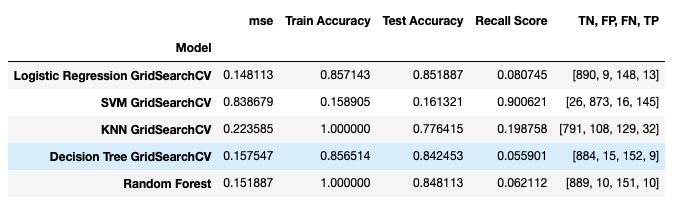 mse Train Accuracy Test Accuracy Recall Score TN, FP, FN, TP
Model
Logistic Regression GridSearchCV 0.148113 0.857143 0.851887 0.080745 [890, 9, 148, 13]
SVM GridSearchCV 0.838679 0.158905 0.161321 0.900621 [26, 873, 16, 145]
KNN GridSearchCV 0.223585 1.000000 0.776415 0.198758 [791, 108, 129, 32]
Decision Tree GridSearchCV 0.157547 0.856514 0.842453 0.055901 [884, 15, 152, 9]
Random Forest 0.151887 1.000000 0.848113 0.062112 [889, 10, 151, 10]